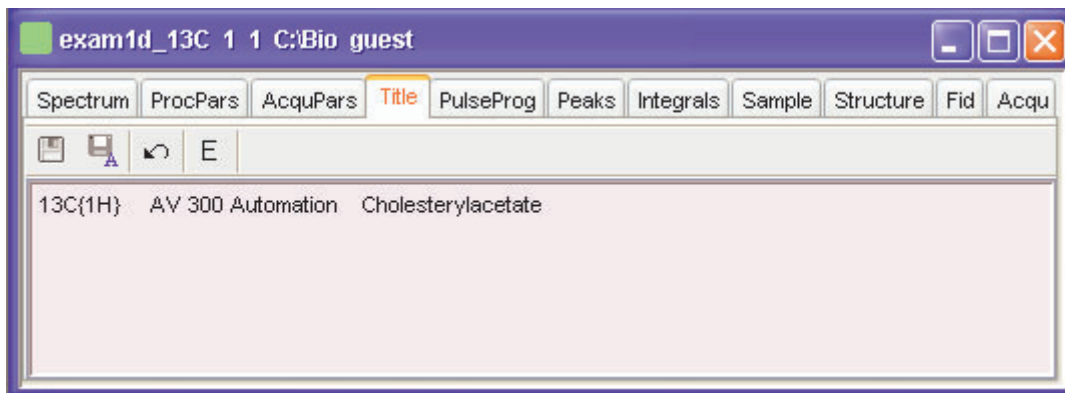 exam1d_13C 1 1 C:\Bio guest
Spectrum ProcPars AcquPars Title PulseProg Peaks Integrals Sample Structure Fid Acqu
A E
13C{1H} AV 300 Automation Cholesterylacetate